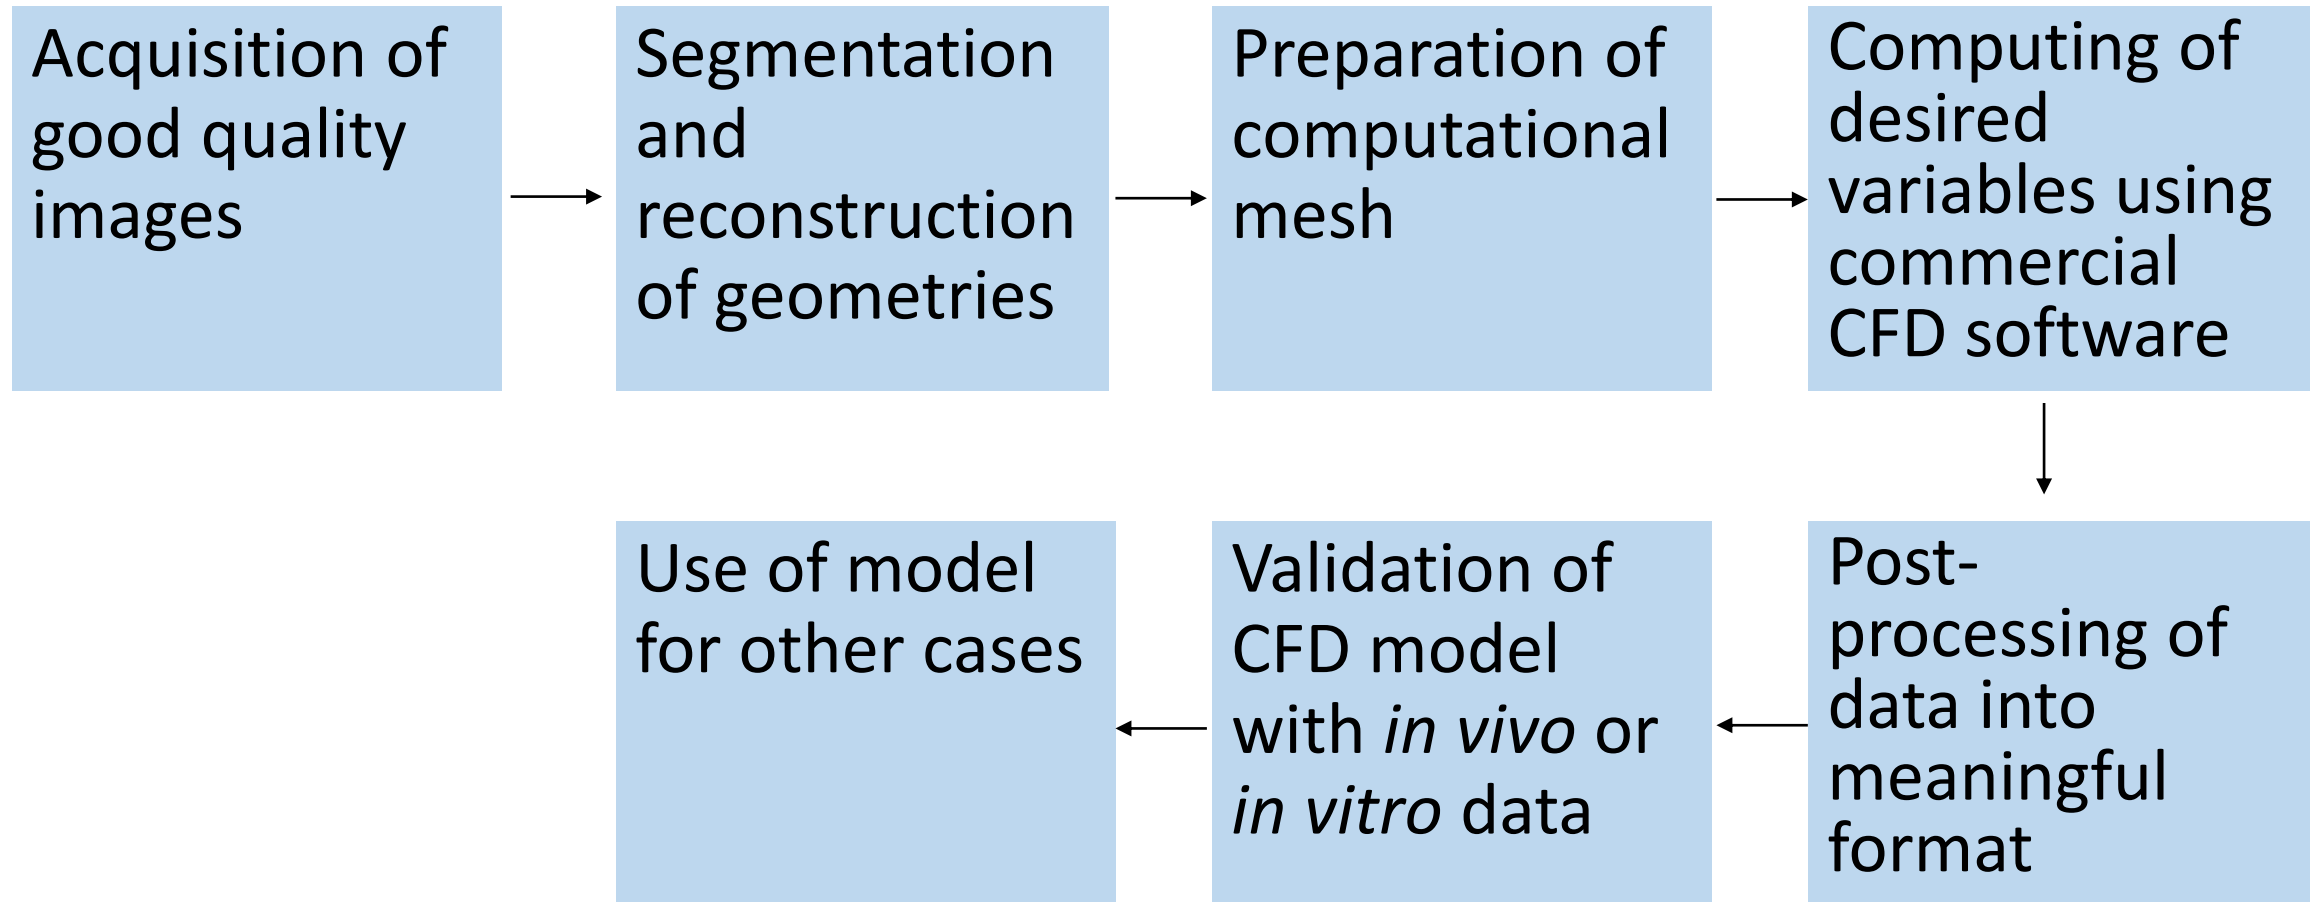 Acquisition of
good quality
images
Segmentation
and
reconstruction
of geometries
Preparation of
computational
mesh
Computing of
desired
variables using
commercial
CFD software
Post-
processing of
data into
meaningful
format
Validation of
CFD model
with in vivo or
in vitro data
Use of model
for other cases